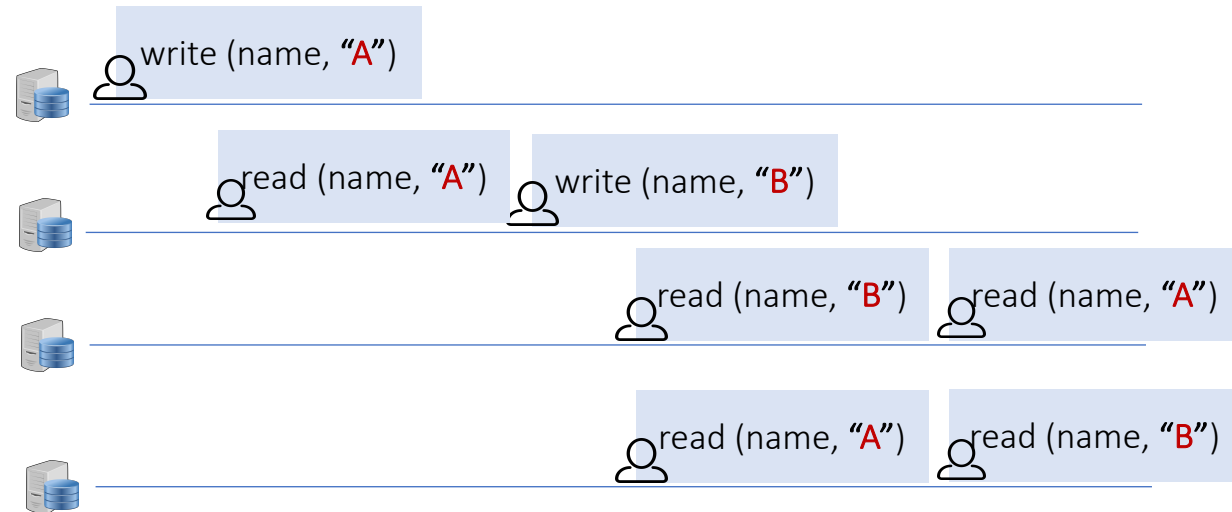 write (name, “A”)
read (name, “A”) write (name, “B”)
read (name, “B”) read (name, “A”)
read (name, “A”) read (name, “B”)